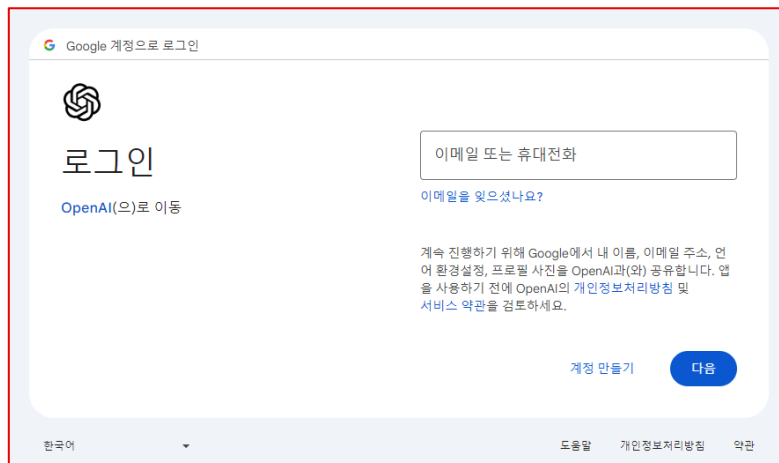 Google 계정으로 로그인
로그인
OpenAI(으)로 이동
이메일 또는 휴대전화
이메일을 잊으셨나요?
계속 진행하기 위해 Google에서 내 이름, 이메일 주소, 언
어 환경설정, 프로필 사진을 OpenAI과(와) 공유합니다. 앱
을 사용하기 전에 OpenAI의 개인정보처리방침 및
서비스 약관을 검토하세요.
계정 만들기
다음
한국어
도움말 개인정보처리방침 약관